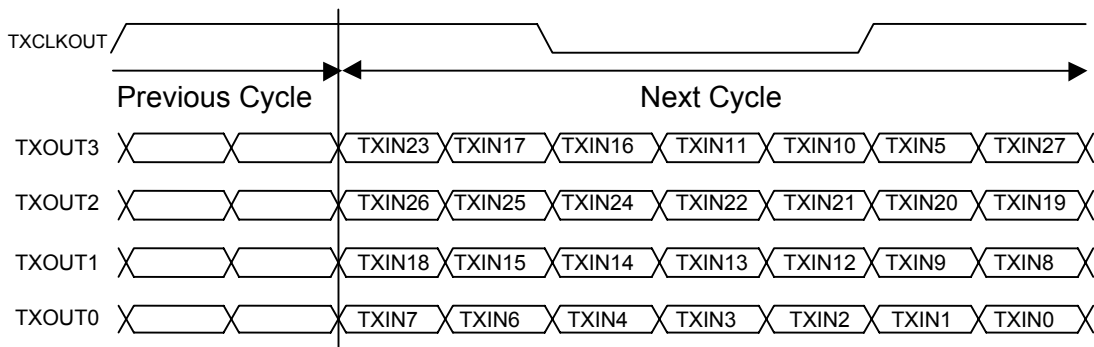 TXCLKOUT
Previous Cycle Next Cycle
TXOUT3 TXIN23 TXIN17 TXIN16 TXIN11 TXIN10 TXIN5 TXIN27
TXOUT2 TXIN26 TXIN25 TXIN24 TXIN22 TXIN21 TXIN20 TXIN19
TXOUT1 TXIN18 TXIN15 TXIN14 TXIN13 TXIN12 TXIN9 TXIN8
TXOUT0 TXIN7 TXIN6 TXIN4 TXIN3 TXIN2 TXIN1 TXIN0